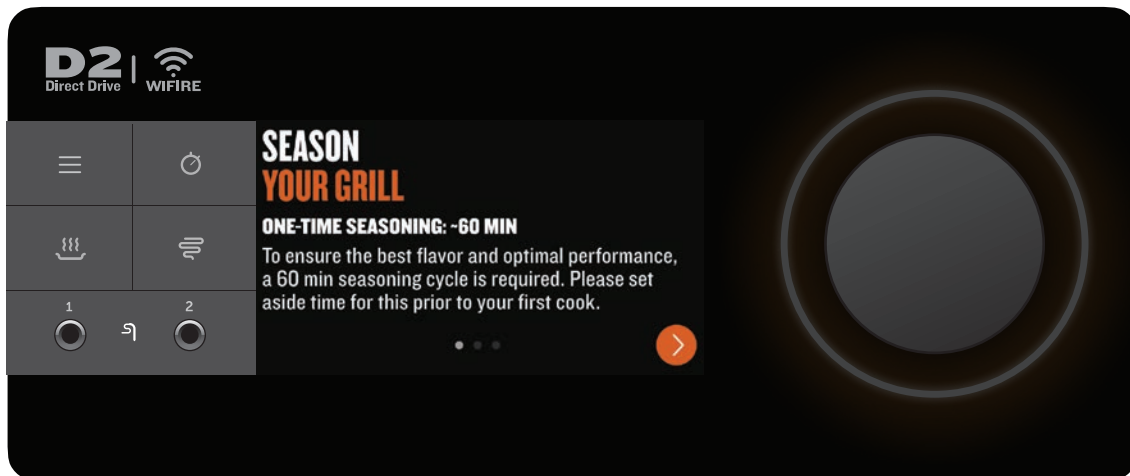 D2
Direct Drive
WIFIRE
SEASON
YOUR GRILL
ONE-TIME SEASONING: ~60 MIN
To ensure the best flavor and optimal performance,
a 60 min seasoning cycle is required. Please set
aside time for this prior to your first cook.
1 2